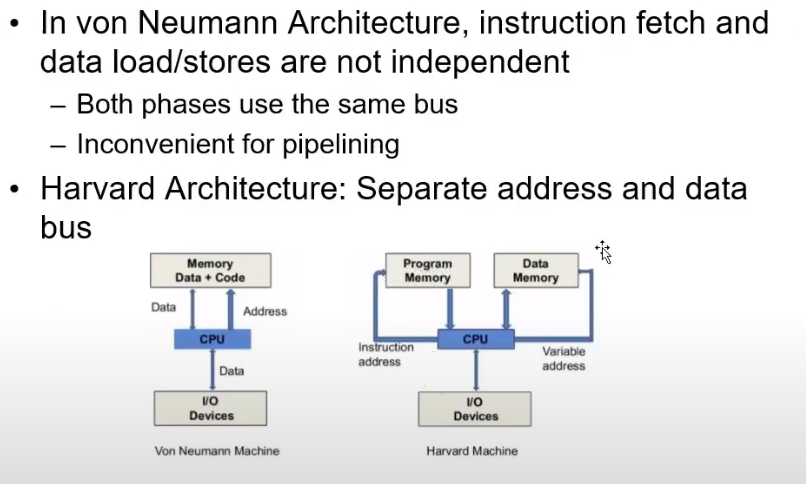 • In von Neumann Architecture, instruction fetch and
data load/stores are not independent
– Both phases use the same bus
– Inconvenient for pipelining
• Harvard Architecture: Separate address and data
bus
Memory
Data + Code
Data
Address
CPU
Data
I/O
Devices
Von Neumann Machine
Program
Memory
Data
Memory
CPU
Instruction
address
Variable
address
I/O
Devices
Harvard Machine